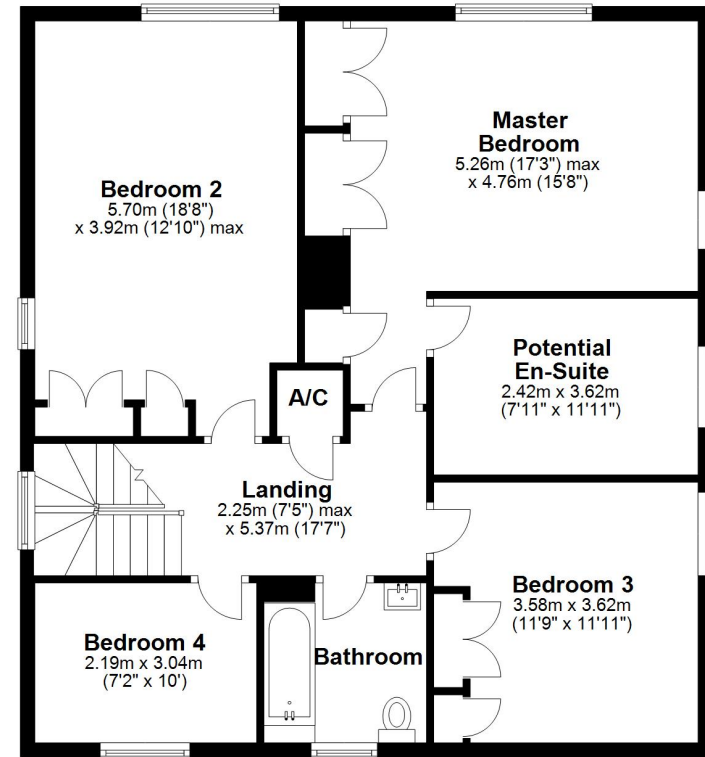 Master
Bedroom
5.26m (17'3") max
x 4.76m (15'8")
Bedroom 2
5.70m (18'8")
x 3.92m (12'10") max
Potential
En-Suite
2.42m x 3.62m
(7'11" x 11'11")
A/C
Landing
2.25m (7'5") max
x 5.37m (17'7")
Bedroom 3
3.58m x 3.62m
(11'9" x 11'11")
Bedroom 4
2.19m x 3.04m
(7'2" x 10')
Bathroom